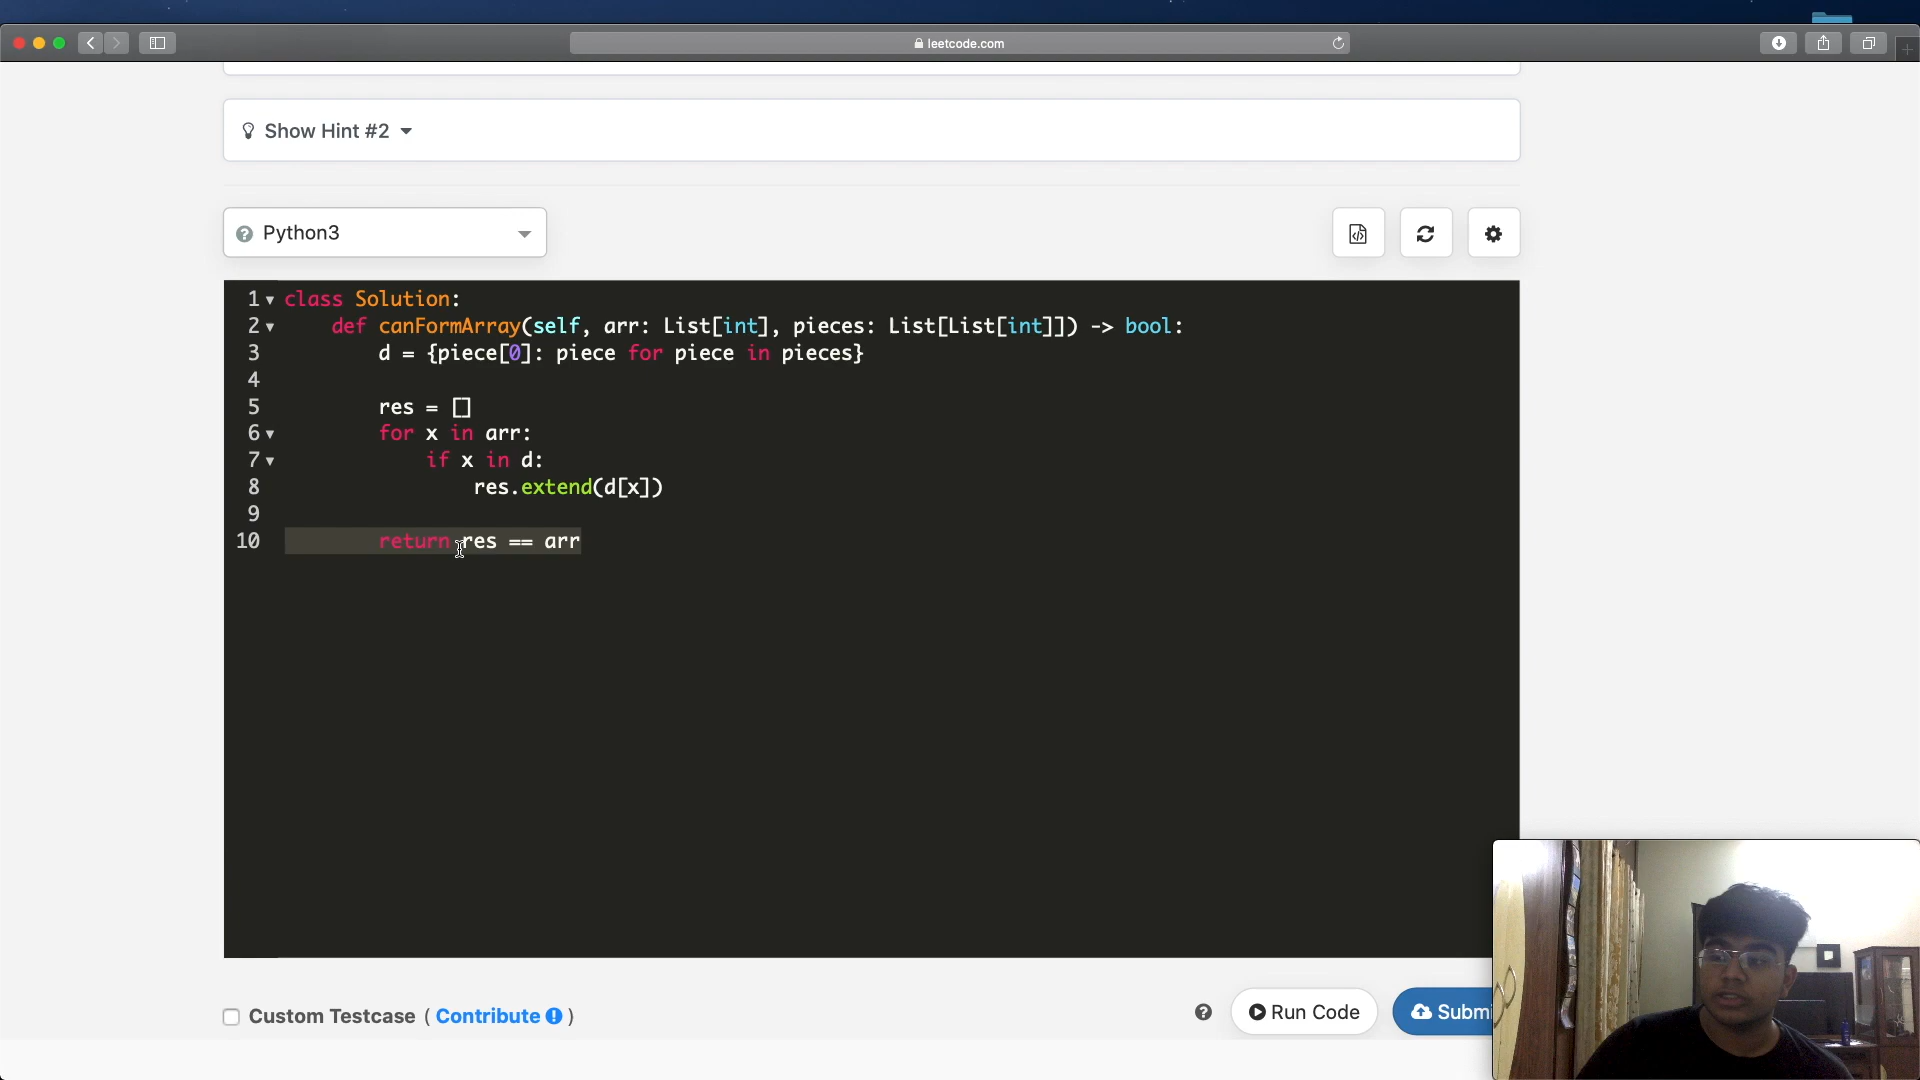 leetcode.com
Show Hint #2
Python3
1 class Solution:
2     def canFormArray(self, arr: List[int], pieces: List[List[int]]) -> bool:
3         d = {piece[0]: piece for piece in pieces}
4
5         res = []
6         for x in arr:
7             if x in d:
8                 res.extend(d[x])
9
10         return res == arr
Custom Testcase ( Contribute )
Run Code
Submi